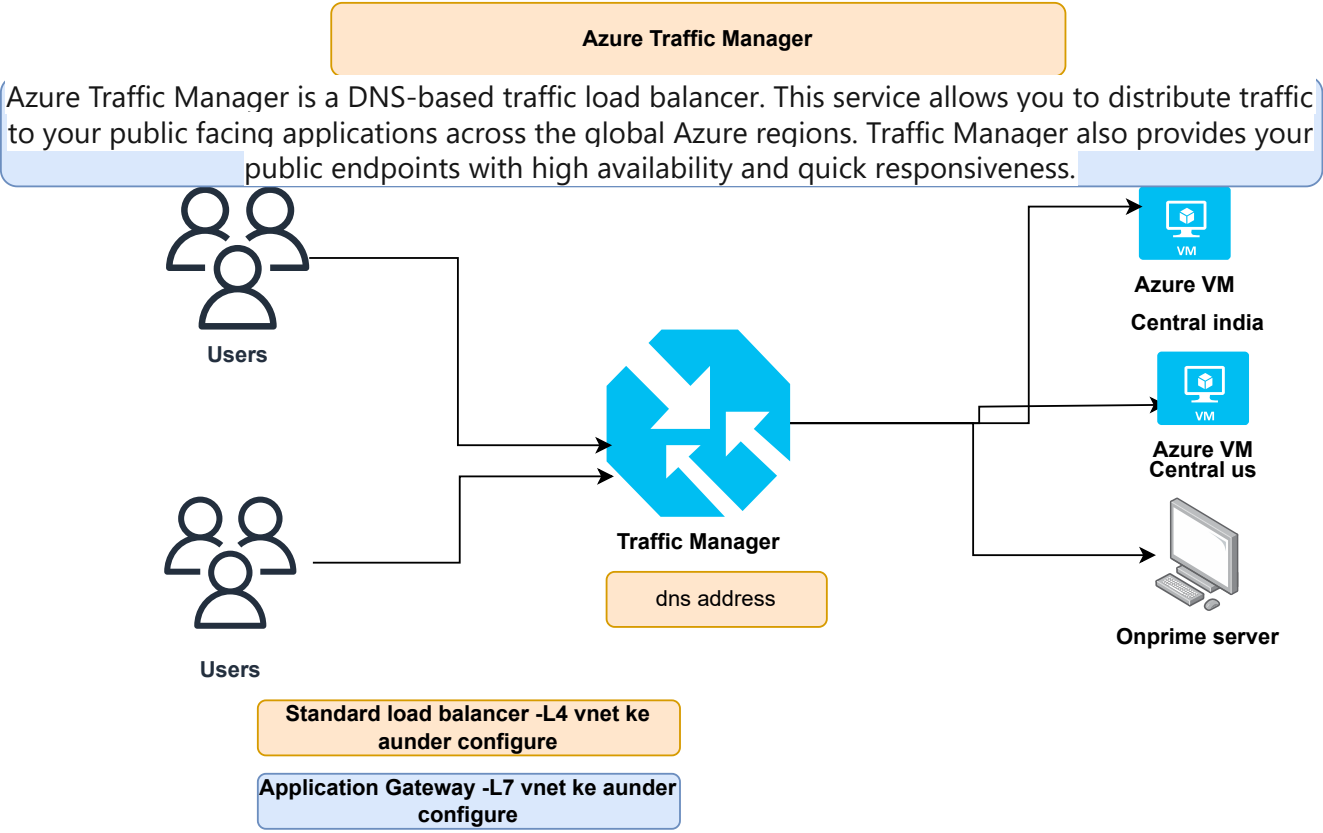 Azure Traffic Manager
Azure Traffic Manager is a DNS-based traffic load balancer. This service allows you to distribute traffic
to your public facing applications across the global Azure regions. Traffic Manager also provides your
public endpoints with high availability and quick responsiveness.
Users
VM
Azure VM
Central india
VM
Azure VM
Central us
Traffic Manager
dns address
Onprime server
Users
Standard load balancer -L4 vnet ke
aunder configure
Application Gateway -L7 vnet ke aunder
configure